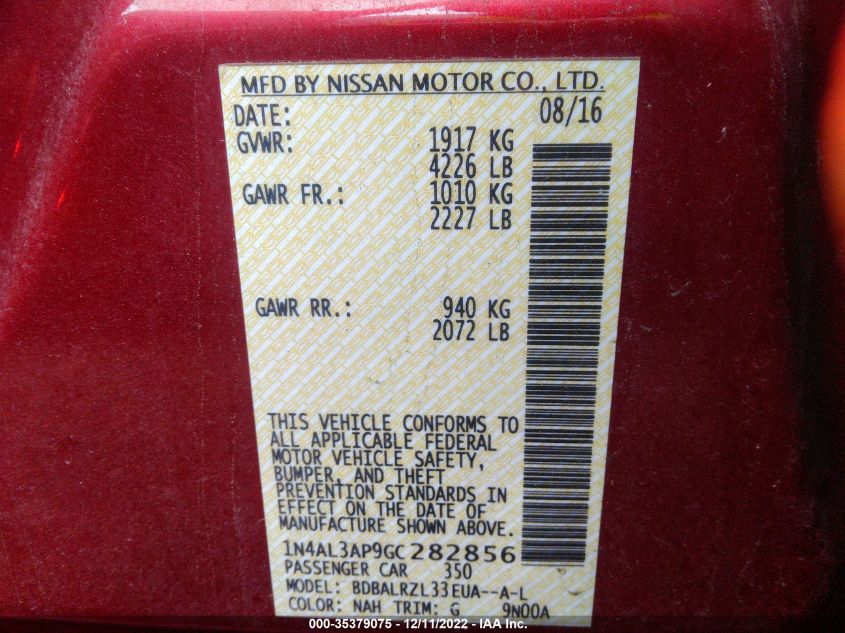 MFD BY NISSAN MOTOR CO., LTD.
DATE: 08/16
GVWR: 1917 KG
4226 LB
GAWR FR.: 1010 KG
2227 LB
GAWR RR.: 940 KG
2072 LB
THIS VEHICLE CONFORMS TO
ALL APPLICABLE FEDERAL
MOTOR VEHICLE SAFETY,
BUMPER, AND THEFT
PREVENTION STANDARDS IN
EFFECT ON THE DATE OF
MANUFACTURE SHOWN ABOVE.
1N4AL3AP9GC282856
PASSENGER CAR 350
MODEL: BDBALRZL33EUA--A-L
COLOR: NAH TRIM: G 9N00A
000-35379075 - 12/11/2022 - IAA Inc.